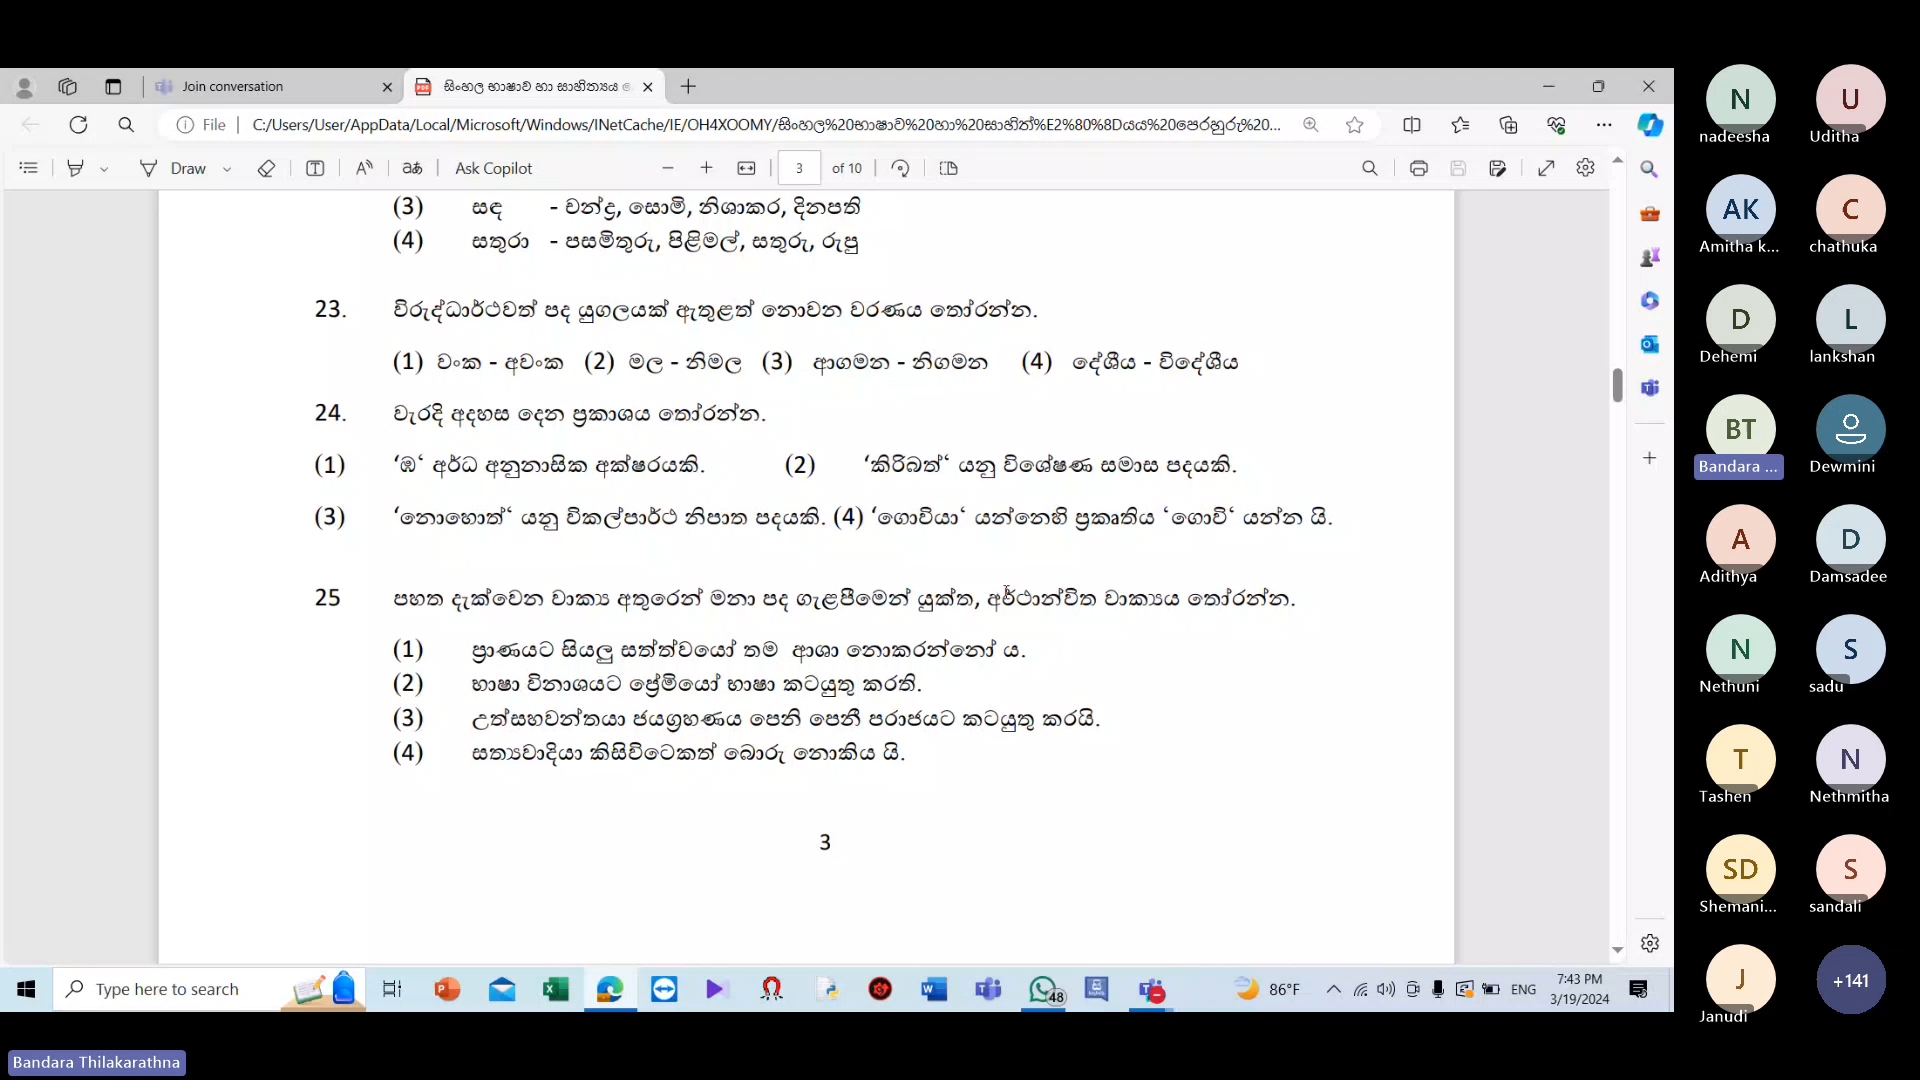 Join conversation
සිංහල භාෂාව හා සාහිත්‍යය
File C:/Users/User/AppData/Local/Microsoft/Windows/INetCache/IE/OH4XOOMY/සිංහල%20භාෂාව%20හා%20සාහිත්%E2%80%8Dයය%20පෙරහුරු%20...
Draw Ask Copilot 3 of 10
(3) සඳ - චන්ද්‍ර, සොමි, නිශාකර, දිනපති
(4) සතුරා - පසමිතුරු, පිළිමල්, සතුරු, රුපු
23. විරුද්ධාර්ථවත් පද යුගලයක් ඇතුළත් නොවන වරණය තෝරන්න.
(1) වංක - අවංක (2) මල - නිමල (3) ආගමන - නිගමන (4) දේශීය - විදේශීය
24. වැරදි අදහස දෙන ප්‍රකාශය තෝරන්න.
(1) ‘ඹ‘ අර්ධ අනුනාසික අක්ෂරයකි. (2) ‘කිරිබත්‘ යනු විශේෂණ සමාස පදයකි.
(3) ‘නොහොත්‘ යනු විකල්පාර්ථ නිපාත පදයකි. (4) ‘ගොවියා‘ යන්නෙහි ප්‍රකෘතිය ‘ගොවි‘ යන්න යි.
25 පහත දැක්වෙන වාක්‍ය අතුරෙන් මනා පද ගැළපීමෙන් යුක්ත, අර්ථාන්විත වාක්‍යය තෝරන්න.
(1) ප්‍රාණයට සියලු සත්ත්වයෝ තම ආශා නොකරන්නෝ ය.
(2) භාෂා විනාශයට ප්‍රේමියෝ භාෂා කටයුතු කරති.
(3) උත්සහවන්තයා ජයග්‍රහණය පෙනි පෙනී පරාජයට කටයුතු කරයි.
(4) සත්‍යවාදියා කිසිවිටෙකත් බොරු නොකිය යි.
3
Type here to search
48
86°F ENG
7:43 PM
3/19/2024
N U
nadeesha Uditha
AK C
Amitha k... chathuka
D L
Dehemi lankshan
BT
Bandara ... Dewmini
A D
Adithya Damsadee
N S
Nethuni sadu
T N
Tashen Nethmitha
SD S
Shemani... sandali
J +141
Janudi
Bandara Thilakarathna